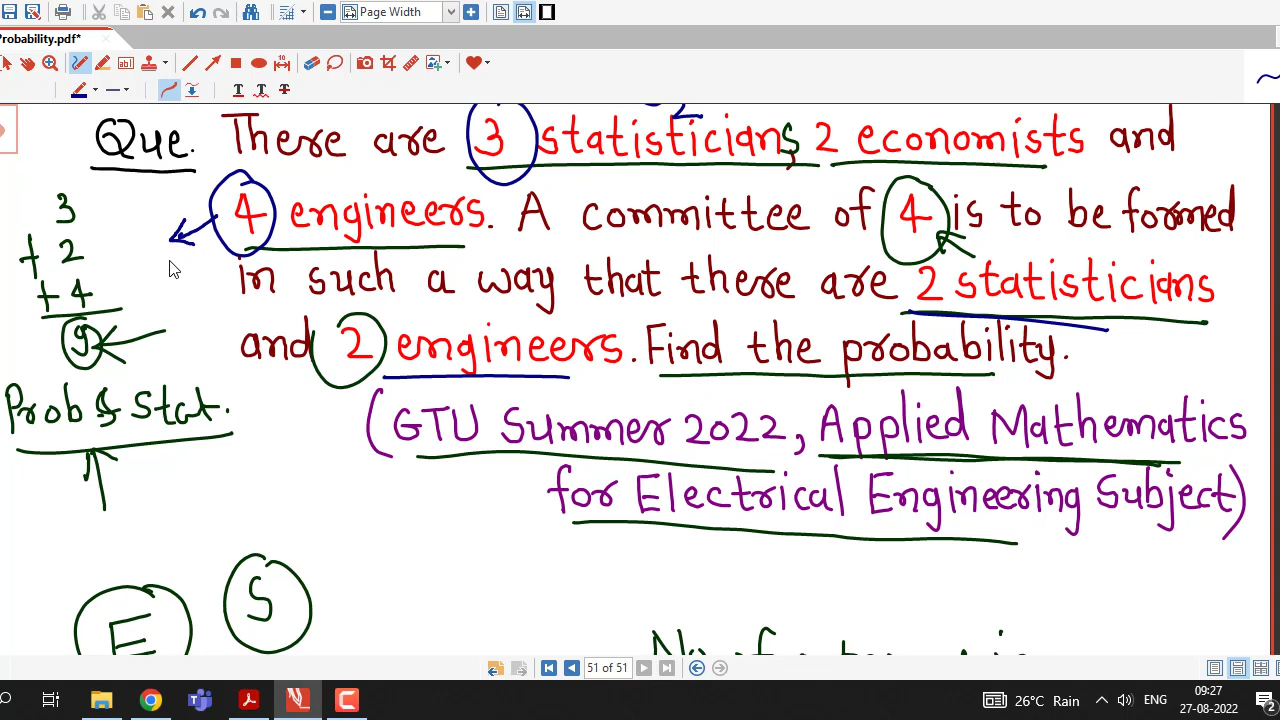 Page Width
Probability.pdf*
Que. There are 3 statisticians, 2 economists and
4 engineers. A committee of 4 is to be formed
in such a way that there are 2 statisticians
and 2 engineers. Find the probability.
(GTU Summer 2022, Applied Mathematics
for Electrical Engineering Subject)
3
+ 2
+ 4
9
Prob & Stat.
S
E
51 of 51
26°C Rain
ENG
09:27
27-08-2022
2